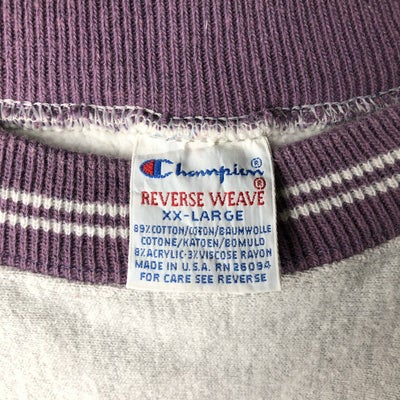 Champion®
REVERSE WEAVE®
XX-LARGE
89% COTTON/COTON/BAUMWOLLE
COTONE/KATOEN/BOMULD
8% ACRYLIC·3% VISCOSE RAYON
MADE IN U.S.A. RN 26094
FOR CARE SEE REVERSE